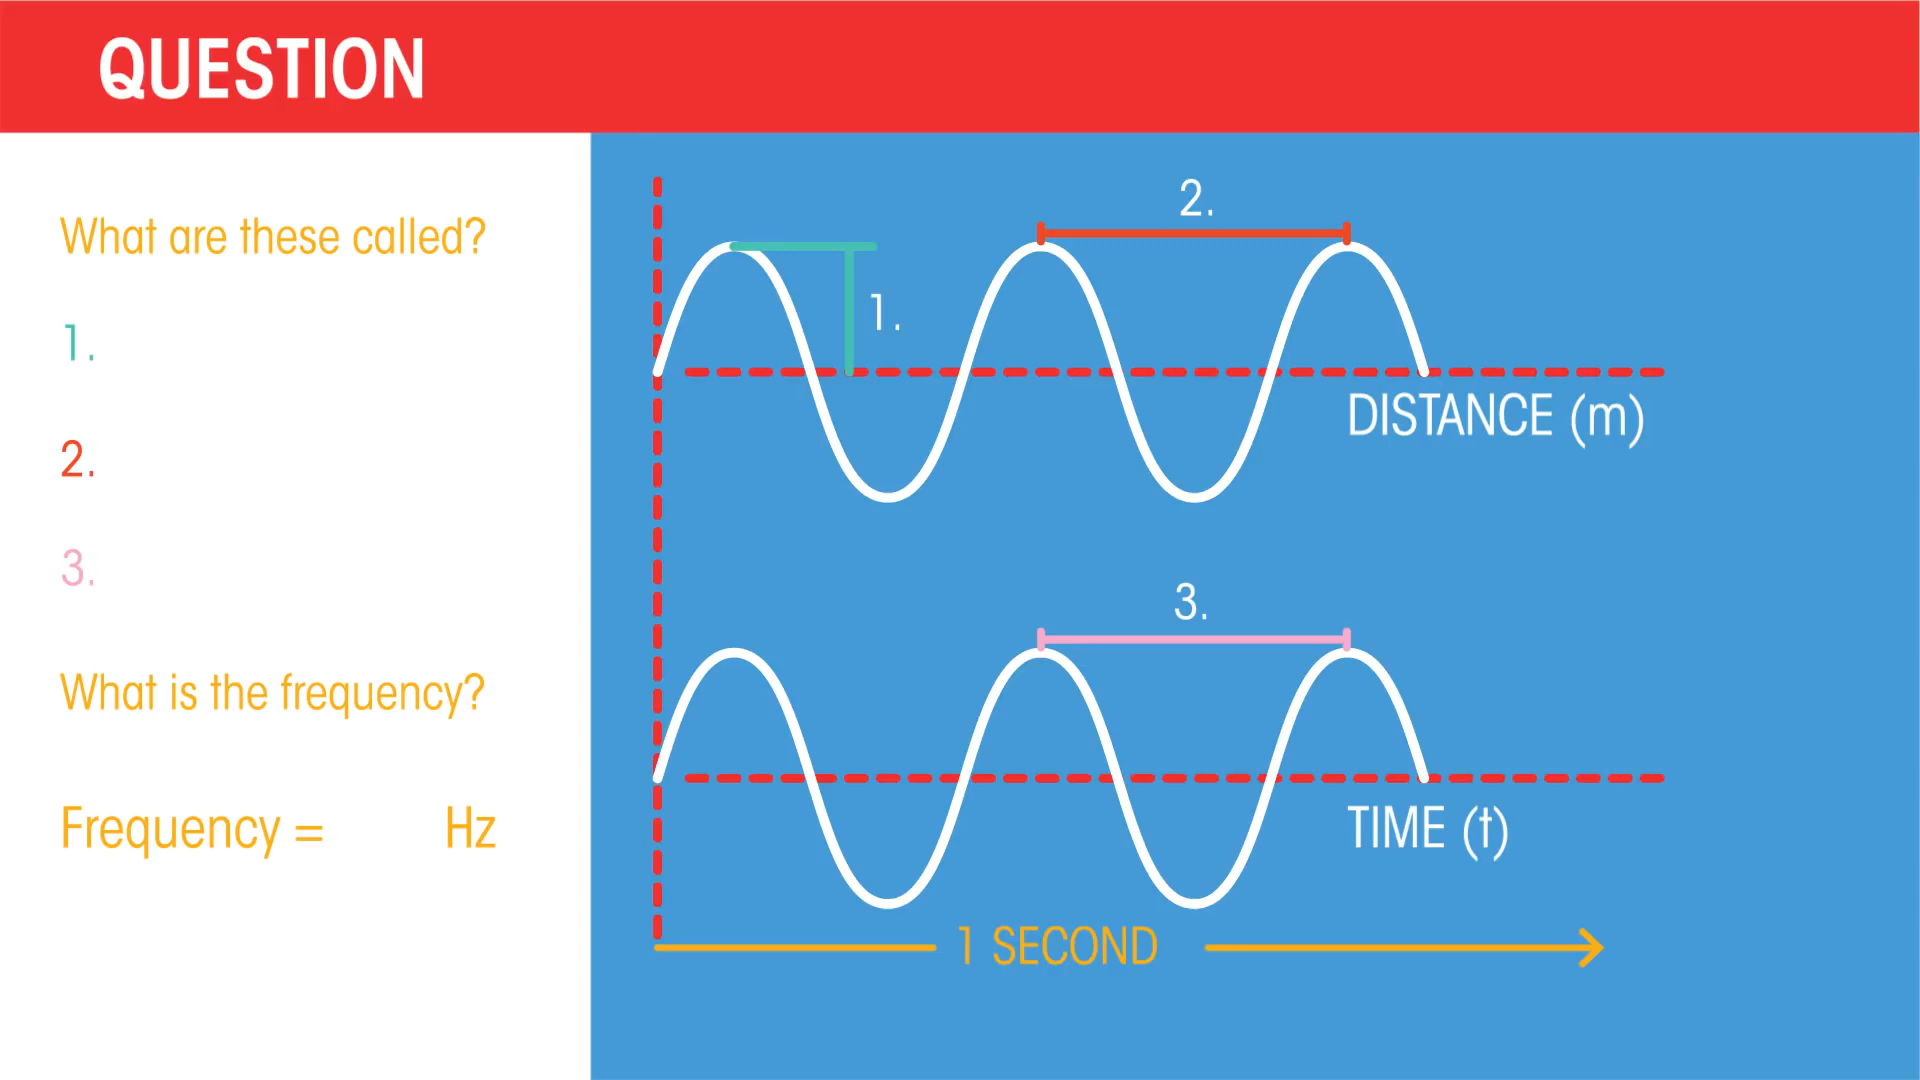 QUESTION
What are these called?
1.
2.
3.
What is the frequency?
Frequency = Hz
2.
1.
DISTANCE (m)
3.
TIME (t)
1 SECOND